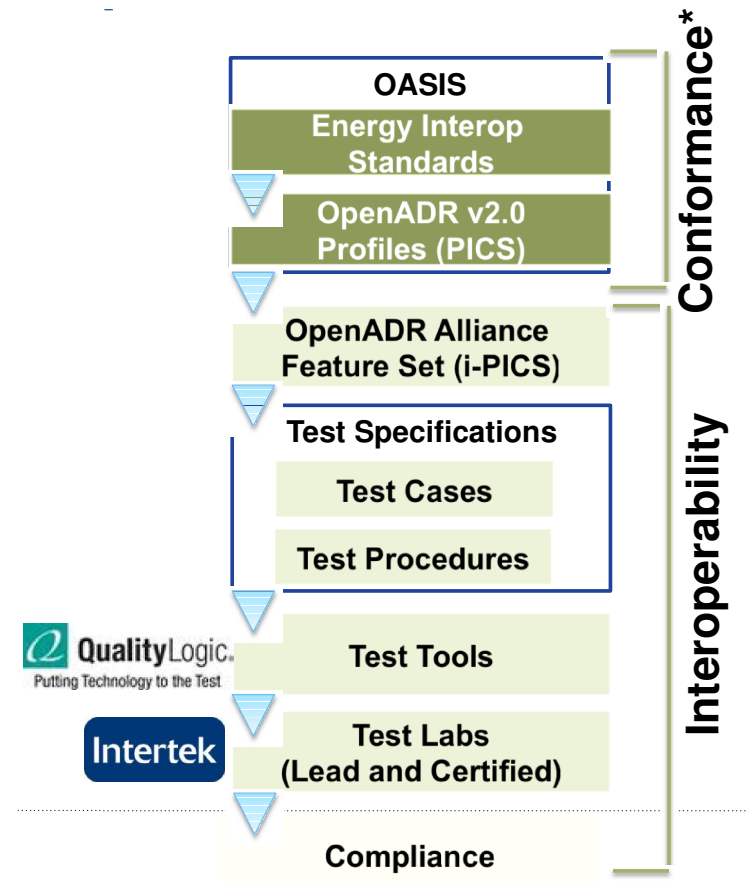 OASIS
Energy Interop
Standards
OpenADR v2.0
Profiles (PICS)
OpenADR Alliance
Feature Set (i-PICS)
Test Specifications
Test Cases
Test Procedures
QualityLogic.
Putting Technology to the Test
Test Tools
Intertek
Test Labs
(Lead and Certified)
Compliance
Conformance*
Interoperability